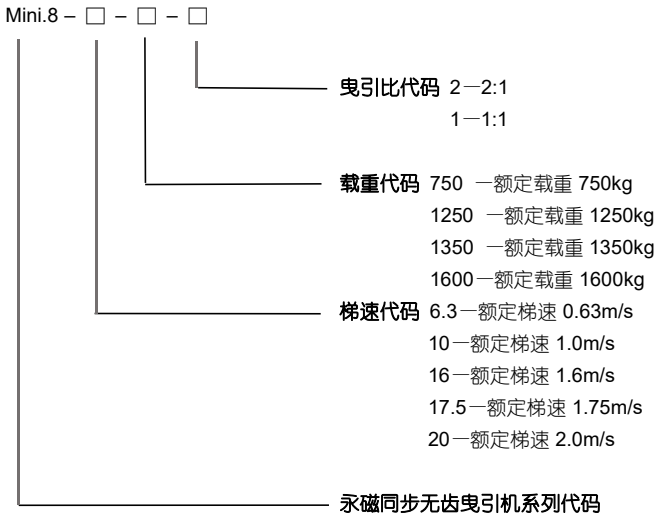 Mini.8 – □ – □ – □
曳引比代码 2－2:1
1－1:1
载重代码 750 －额定载重 750kg
1250 －额定载重 1250kg
1350 －额定载重 1350kg
1600－额定载重 1600kg
梯速代码 6.3－额定梯速 0.63m/s
10－额定梯速 1.0m/s
16－额定梯速 1.6m/s
17.5－额定梯速 1.75m/s
20－额定梯速 2.0m/s
永磁同步无齿曳引机系列代码